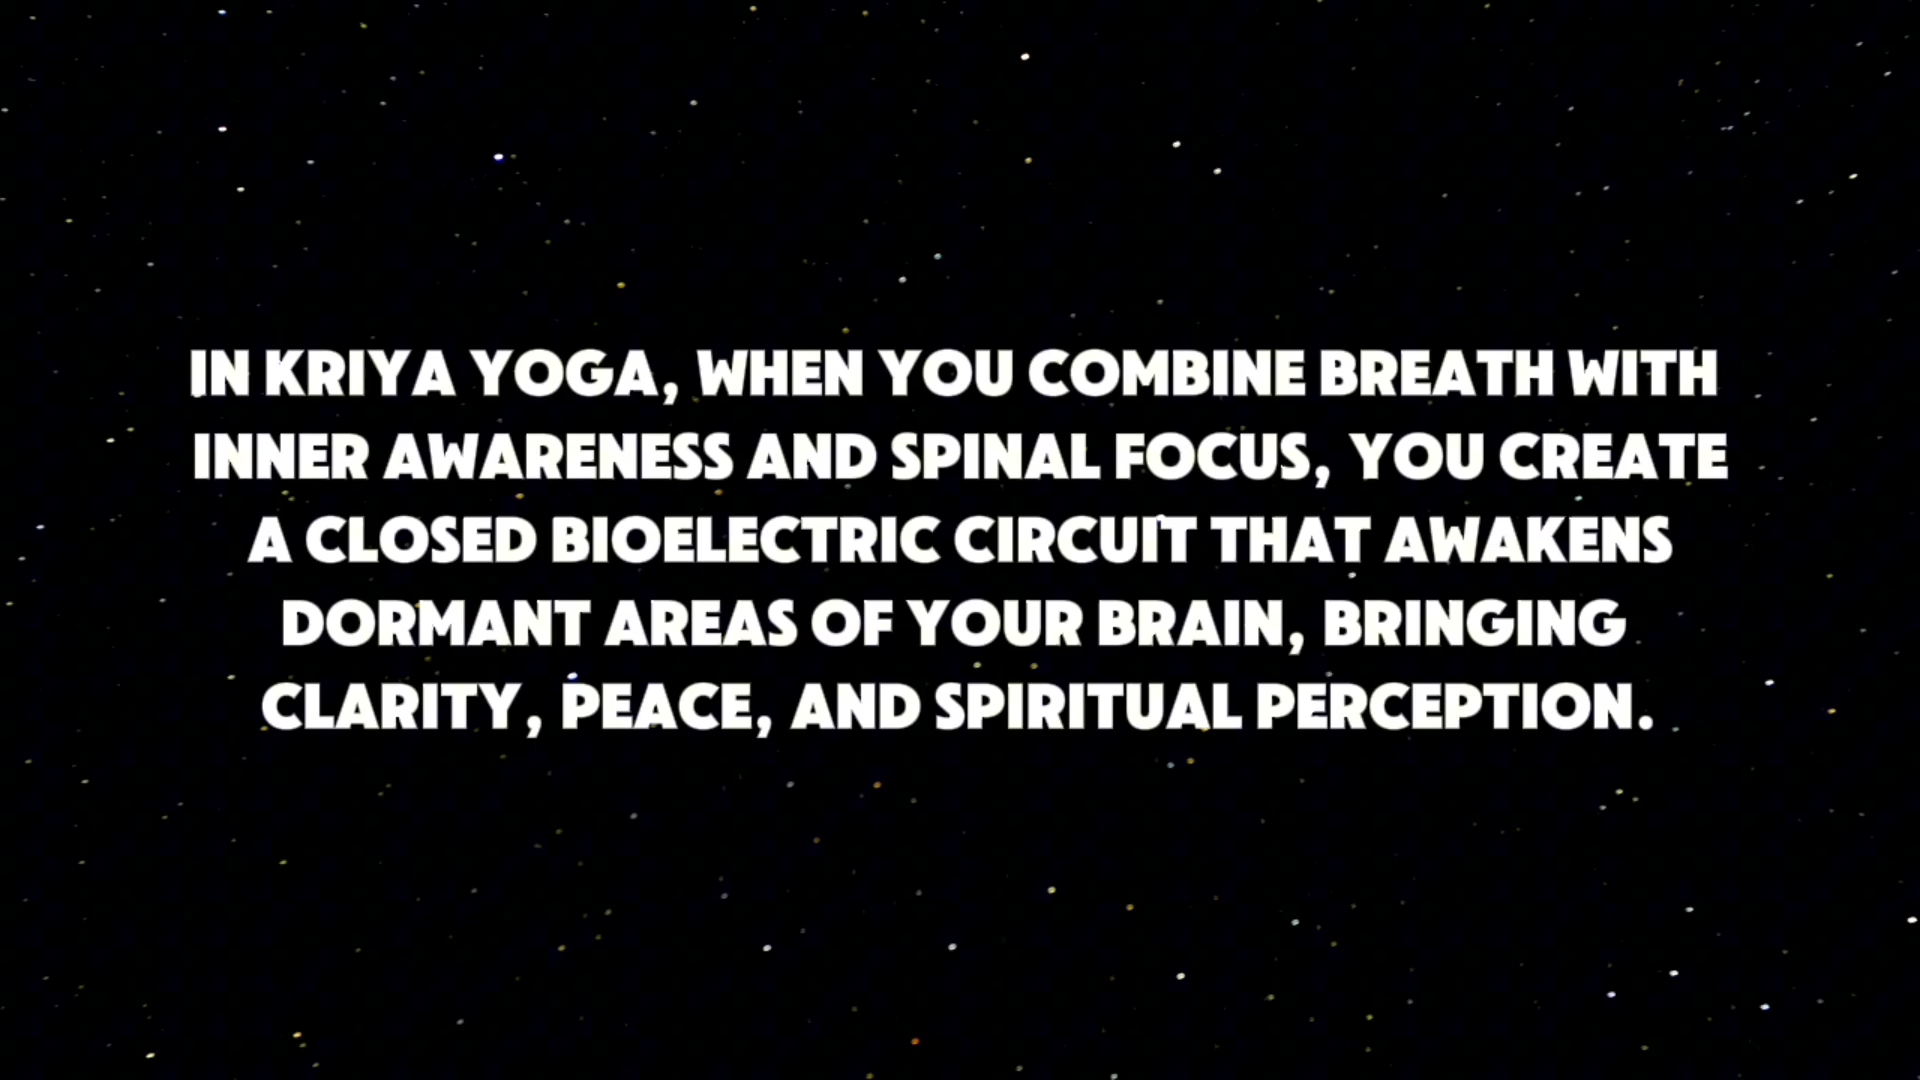 IN KRIYA YOGA, WHEN YOU COMBINE BREATH WITH
INNER AWARENESS AND SPINAL FOCUS, YOU CREATE
A CLOSED BIOELECTRIC CIRCUIT THAT AWAKENS
DORMANT AREAS OF YOUR BRAIN, BRINGING
CLARITY, PEACE, AND SPIRITUAL PERCEPTION.